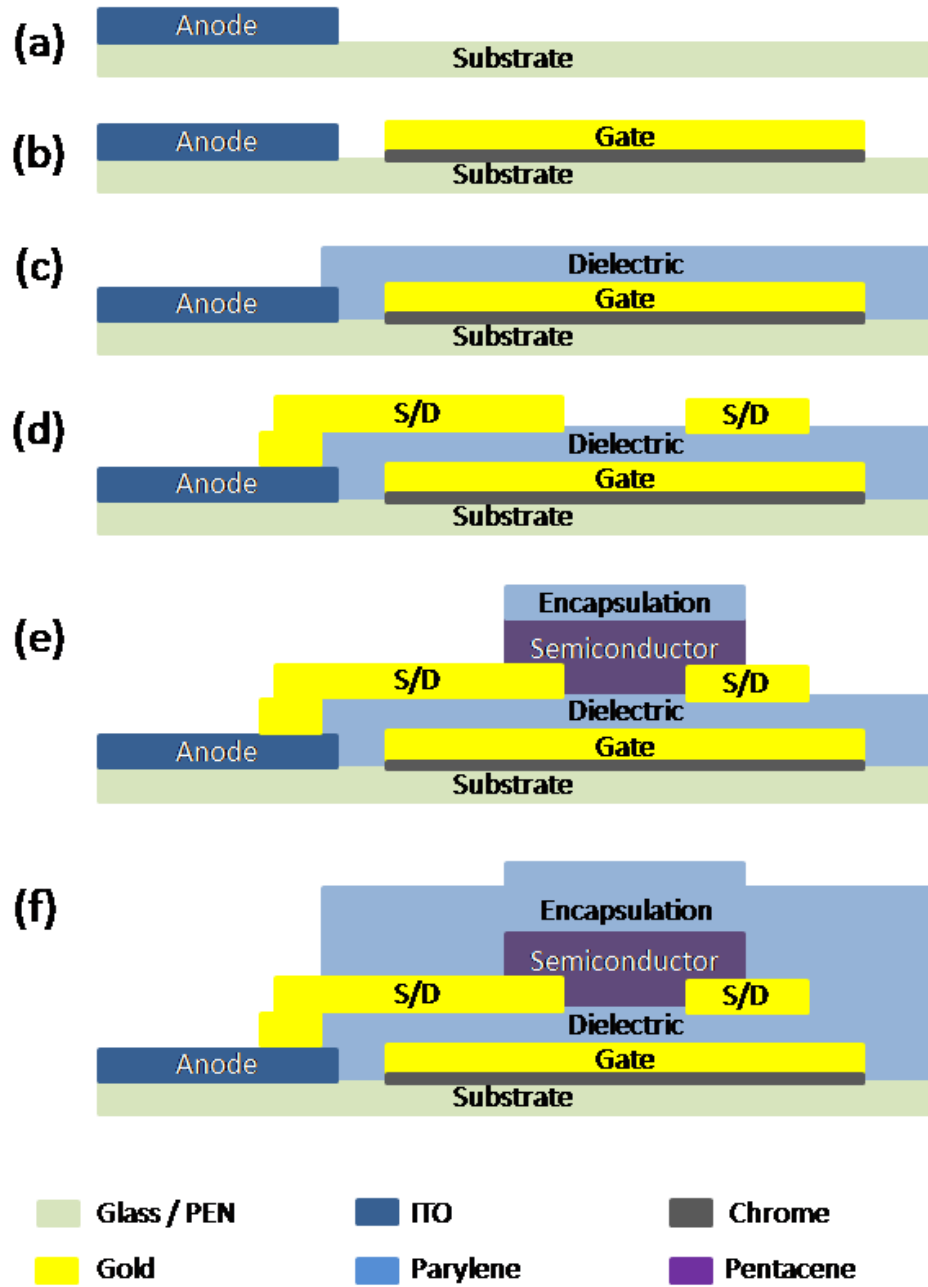 (a)
Anode
Substrate
(b)
Anode
Gate
Substrate
(c)
Dielectric
Anode
Gate
Substrate
(d)
S/D
S/D
Dielectric
Anode
Gate
Substrate
(e)
Encapsulation
Semiconductor
S/D
S/D
Dielectric
Anode
Gate
Substrate
(f)
Encapsulation
Semiconductor
S/D
S/D
Dielectric
Anode
Gate
Substrate
Glass / PEN
ITO
Chrome
Gold
Parylene
Pentacene